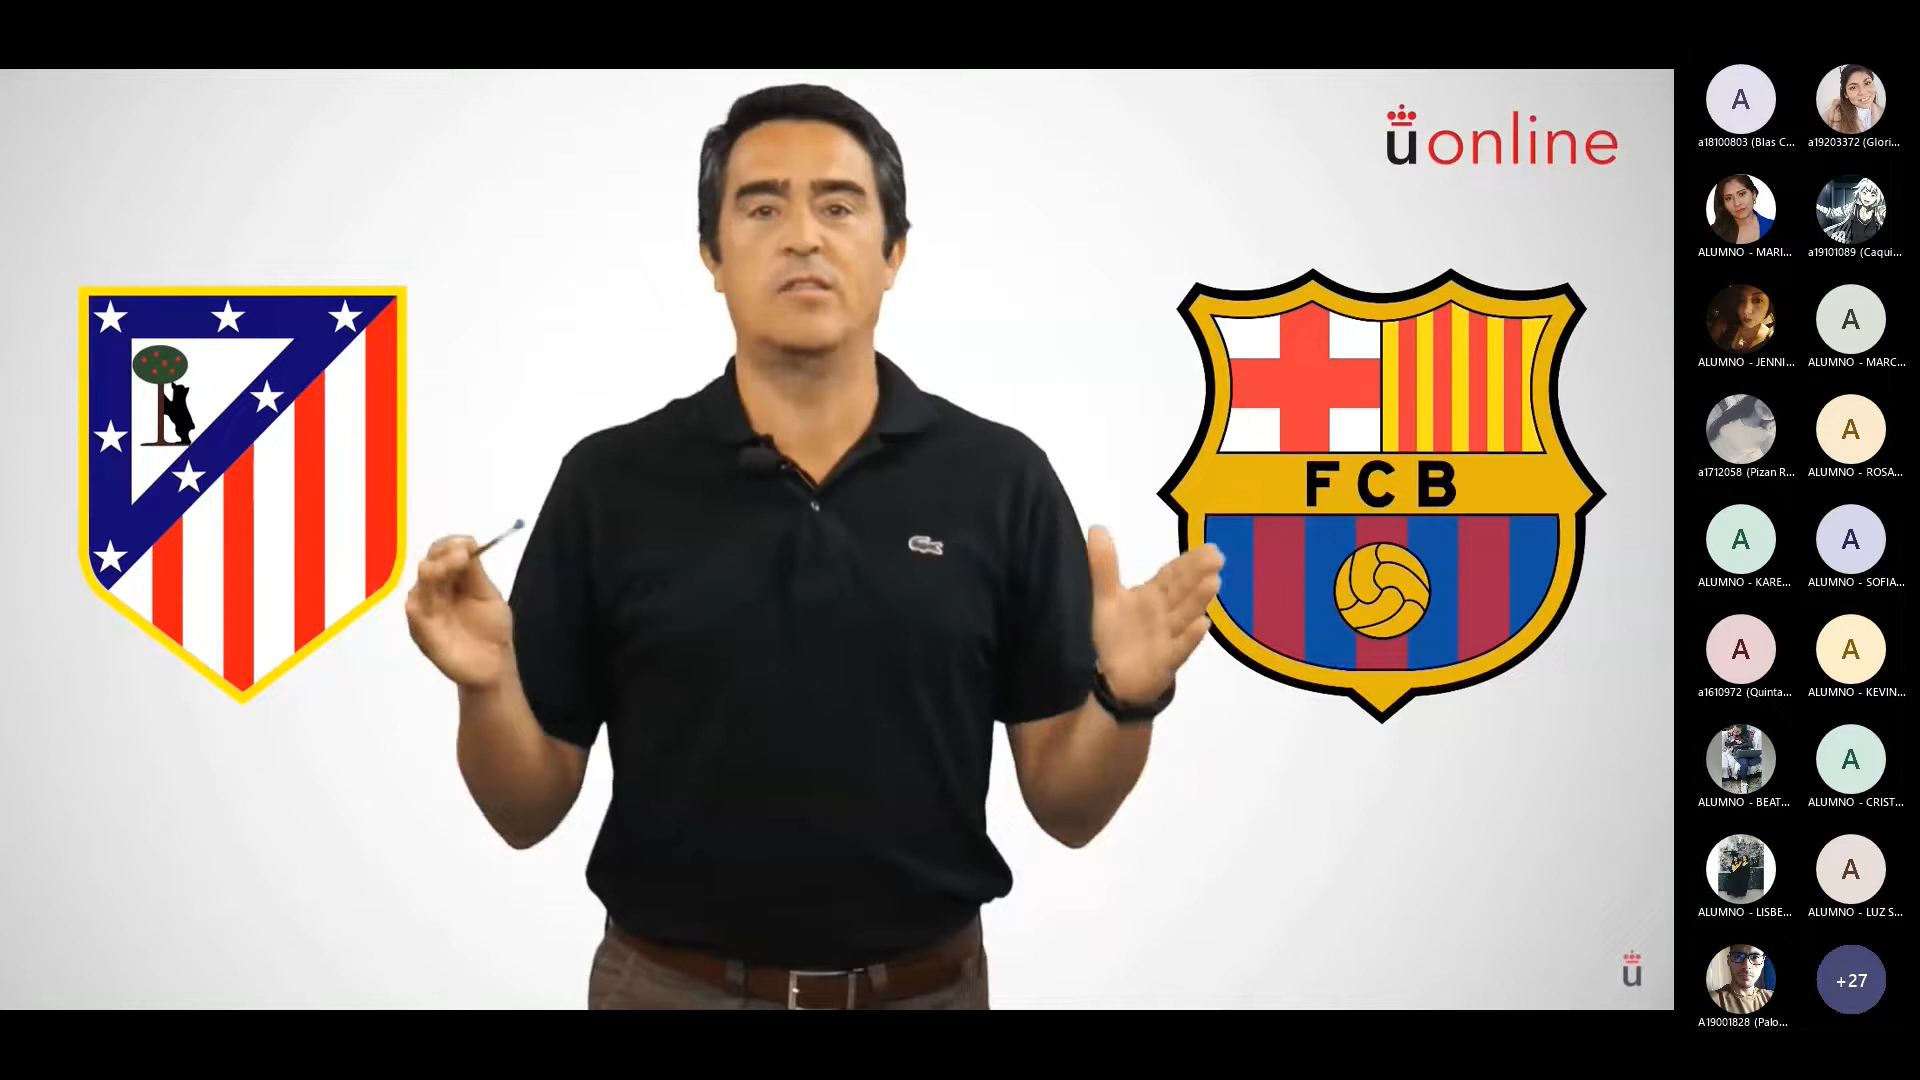 uonline
FCB
u
A
A
a18100803 (Blas C...
a19203372 (Glori...
ALUMNO - MARI...
a19101089 (Caqui...
A
ALUMNO - JENNI...
ALUMNO - MARC...
A
a1712058 (Pizan R...
ALUMNO - ROSA...
A
A
ALUMNO - KARE...
ALUMNO - SOFIA...
A
A
a1610972 (Quinta...
ALUMNO - KEVIN...
A
ALUMNO - BEAT...
ALUMNO - CRIST...
A
ALUMNO - LISBE...
ALUMNO - LUZ S...
+27
A19001828 (Palo...